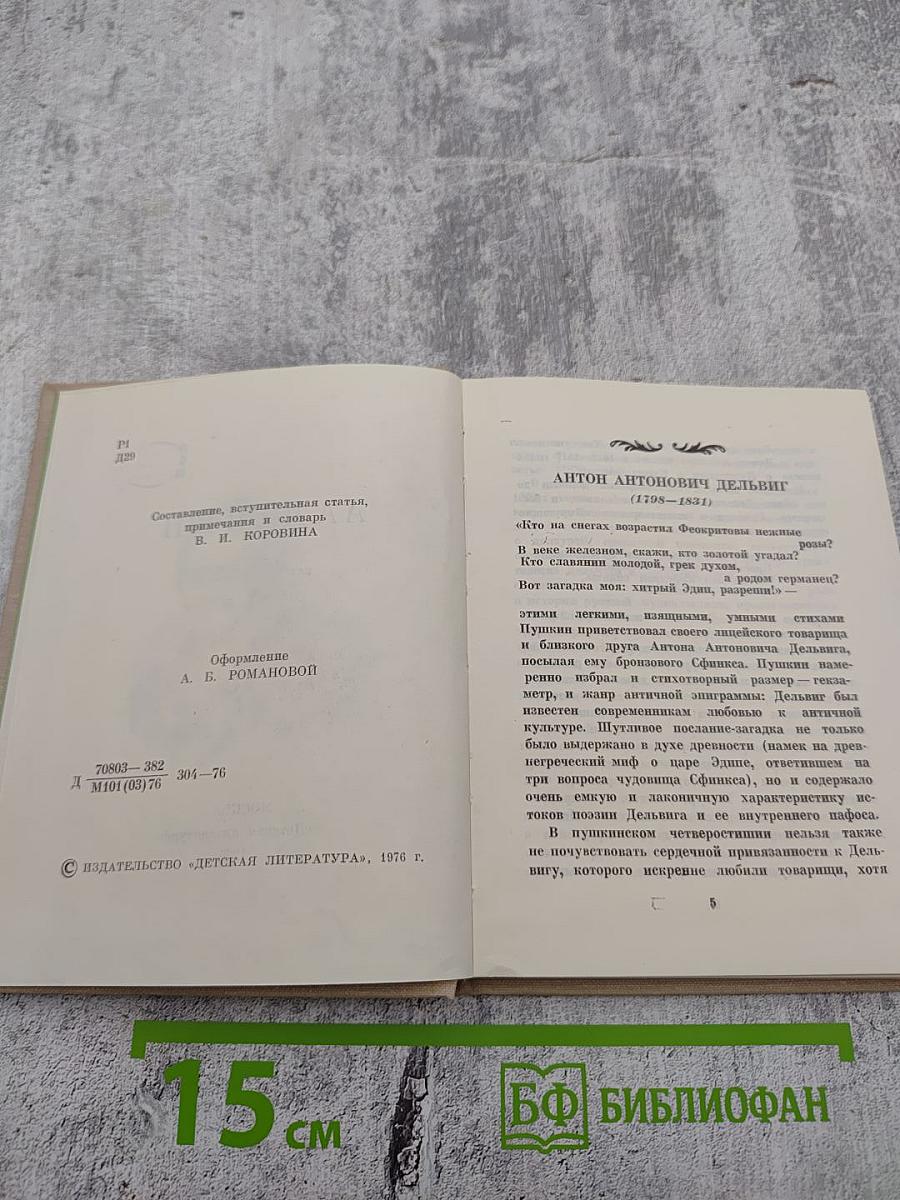 Р1
Д29
Составление, вступительная статья,
примечания и словарь
В. И. КОРОВИНА
Оформление
А. Б. РОМАНОВОЙ
Д 70803—382
М101(03)76 304—76
© ИЗДАТЕЛЬСТВО «ДЕТСКАЯ ЛИТЕРАТУРА», 1976 г.
АНТОН АНТОНОВИЧ ДЕЛЬВИГ
(1798—1831)
«Кто на снегах возрастил Феокритовы нежные
розы?
В веке железном, скажи, кто золотой угадал?
Кто славянин молодой, грек духом,
а родом германец?
Вот загадка моя: хитрый Эдип, разреши!» —
этими легкими, изящными, умными стихами
Пушкин приветствовал своего лицейского товарища
и близкого друга Антона Антоновича Дельвига,
посылая ему бронзового Сфинкса. Пушкин наме-
ренно избрал и стихотворный размер — гекза-
метр, и жанр античной эпиграммы: Дельвиг был
известен современникам любовью к античной
культуре. Шутливое послание-загадка не только
было выдержано в духе древности (намек на древ-
негреческий миф о царе Эдипе, ответившем на
три вопроса чудовища Сфинкса), но и содержало
очень емкую и лаконичную характеристику ис-
токов поэзии Дельвига и ее внутреннего пафоса.
В пушкинском четверостишии нельзя также
не почувствовать сердечной привязанности к Дель-
вигу, которого искренне любили товарищи, хотя
5
15 см
БФ БИБЛИОФАН